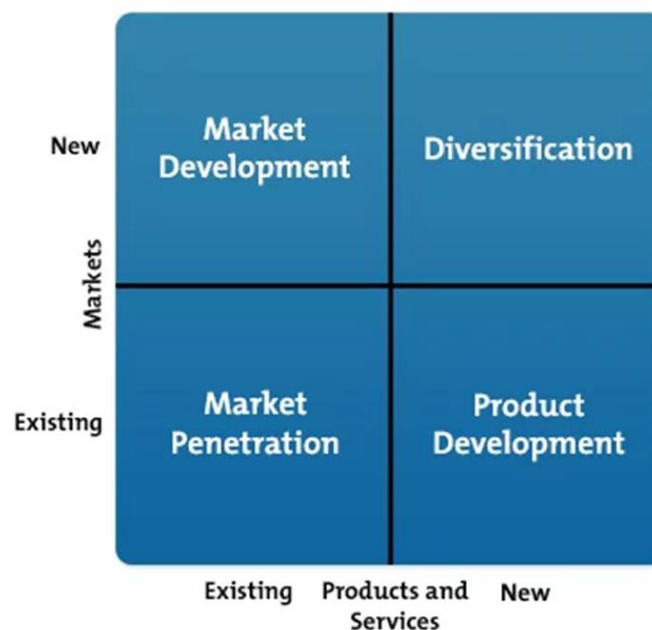 New
Market
Development
Diversification
Markets
Existing
Market
Penetration
Product
Development
Existing
Products and
Services
New